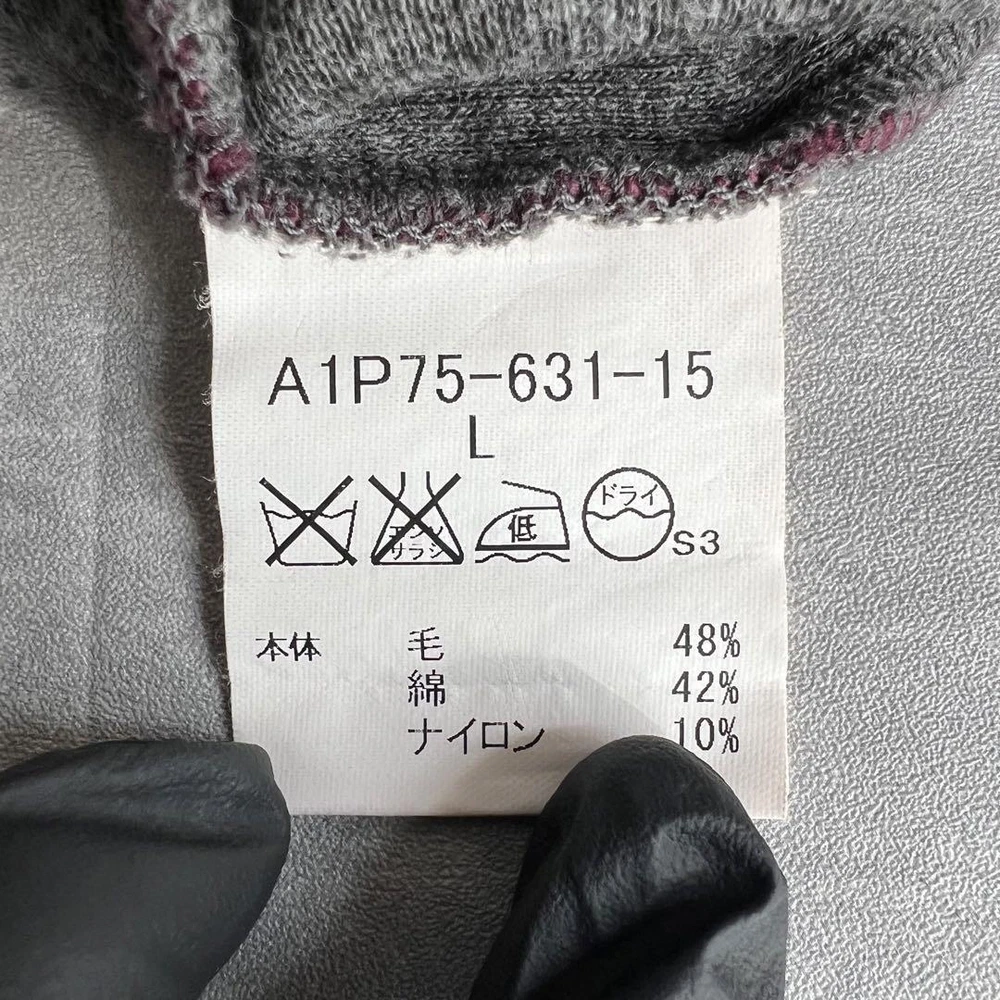 A1P75-631-15
L
エンソ
サラシ
低
ドライ
S3
本体 毛 48%
綿 42%
ナイロン 10%